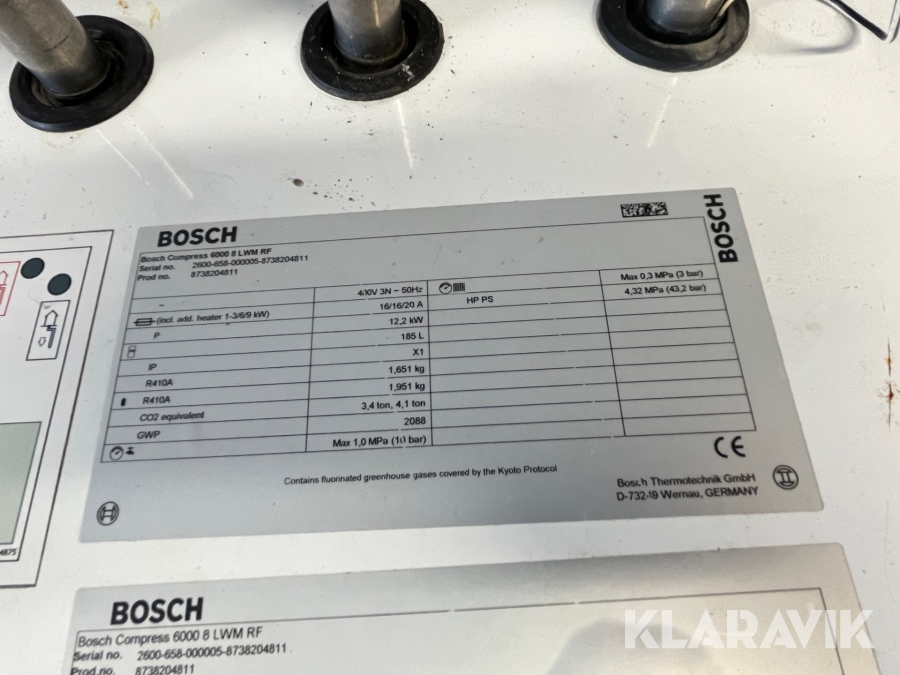 BOSCH
BOSCH
Bosch Compress 6000 8 LWM RF
Serial no. 2600-658-000005-8738204811
Prod no. 8738204811
~ 400V 3N ~ 50Hz Max 0,3 MPa (3 bar)
(incl. add. heater 1-3/6/9 kW) 16/16/20 A HP PS 4,32 MPa (43,2 bar)
P 12,2 kW
185 L
IP X1
R410A 1,651 kg
R410A 1,951 kg
CO2 equivalent 3,4 ton, 4,1 ton
GWP 2088
Max 1,0 MPa (10 bar)
CE
Contains fluorinated greenhouse gases covered by the Kyoto Protocol
Bosch Thermotechnik GmbH
D-73249 Wernau, GERMANY
4875
BOSCH
Bosch Compress 6000 8 LWM RF
Serial no. 2600-658-000005-8738204811
Prod.no. 8738204811
KLARAVIK